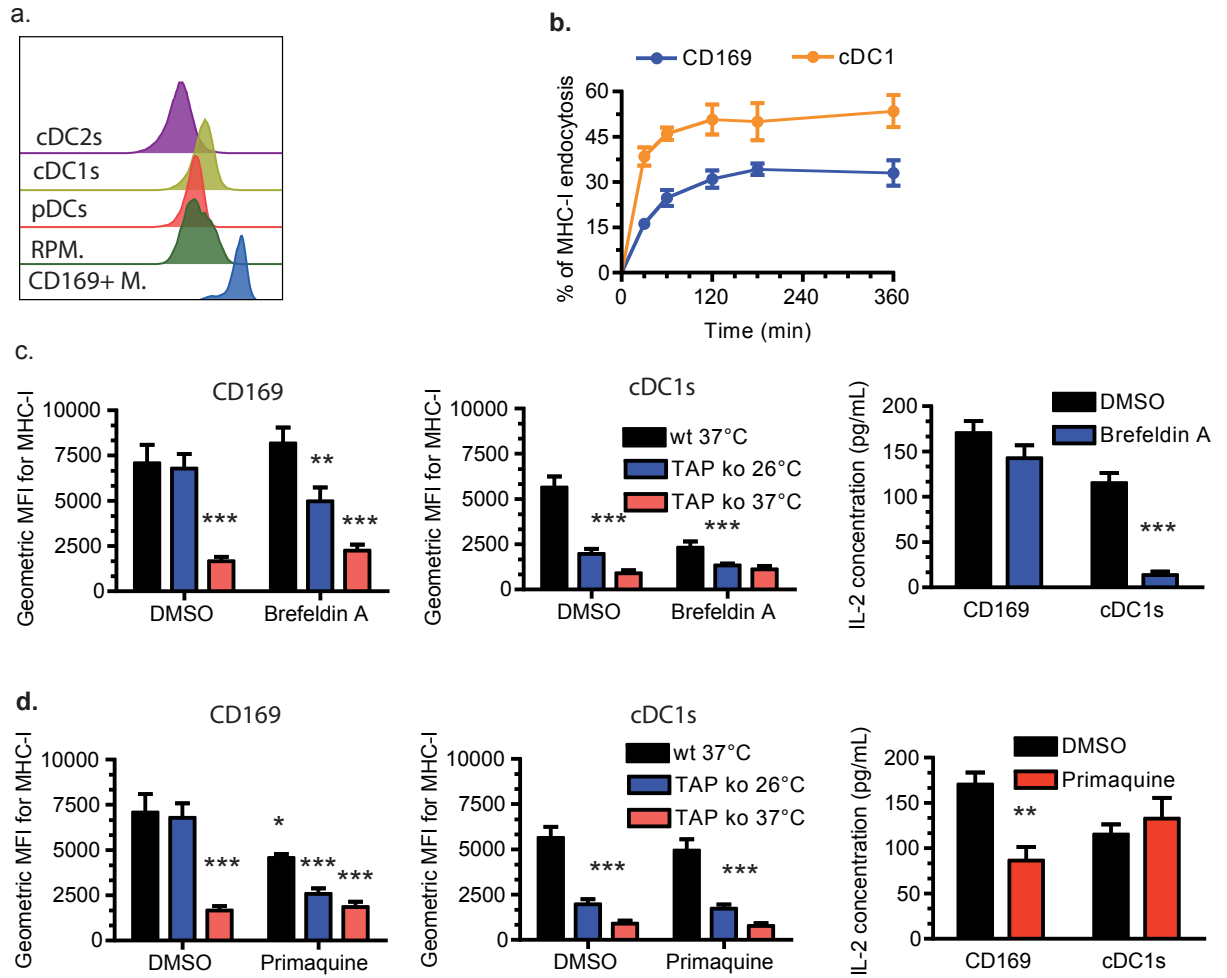 a.
cDC2s
cDC1s
pDCs
RPM.
CD169+ M.
b.
CD169 cDC1
% of MHC-I endocytosis
60
45
30
15
0
0 120 240 360
Time (min)
c.
CD169
Geometric MFI for MHC-I
10000
7500
5000
2500
0
***
**
***
DMSO Brefeldin A
cDC1s
Geometric MFI for MHC-I
10000
7500
5000
2500
0
wt 37°C
TAP ko 26°C
TAP ko 37°C
*** ***
DMSO Brefeldin A
IL-2 concentration (pg/mL)
200
150
100
50
0
DMSO
Brefeldin A
***
CD169 cDC1s
d.
CD169
Geometric MFI for MHC-I
10000
7500
5000
2500
0
***
*
***
***
DMSO Primaquine
cDC1s
Geometric MFI for MHC-I
10000
7500
5000
2500
0
wt 37°C
TAP ko 26°C
TAP ko 37°C
*** ***
DMSO Primaquine
IL-2 concentration (pg/mL)
200
150
100
50
0
DMSO
Primaquine
**
CD169 cDC1s